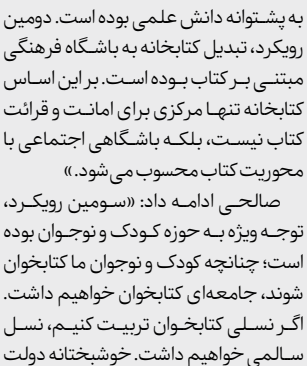 به پشتوانه دانش علمی بوده است. دومین
رویکرد، تبدیل کتابخانه به باشگاه فرهنگی
مبتنی بر کتاب بوده است. بر این اساس
کتابخانه تنها مرکزی برای امانت و قرائت
کتاب نیست، بلکه باشگاهی اجتماعی با
محوریت کتاب محسوب می‌شود.»
صالحی ادامه داد: «سومین رویکرد،
توجه ویژه به حوزه کودک و نوجوان بوده
است؛ چنانچه کودک و نوجوان ما کتابخوان
شوند، جامعه‌ای کتابخوان خواهیم داشت.
اگر نسلی کتابخوان تربیت کنیم، نسل
سالمی خواهیم داشت. خوشبختانه دولت